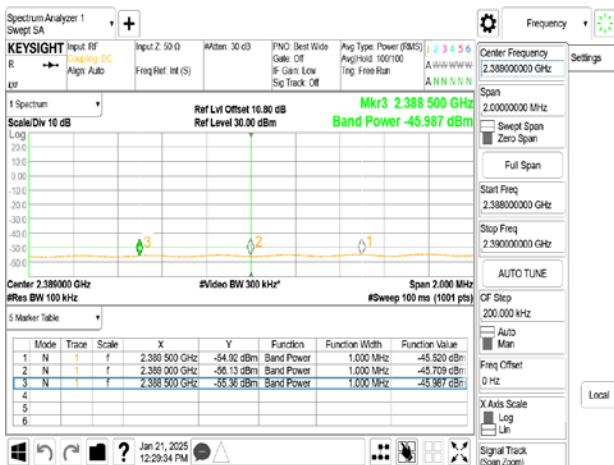 Spectrum Analyzer 1
Swept SA
+
Frequency
KEYSIGHT
R
Input: RF
Coupling: DC
Align: Auto
Input Z: 50 Ω
Freq Ref: Int (S)
#Atten: 30 dB
PNO: Best Wide
Gate: Off
IF Gain: Low
Sig Track: Off
Avg Type: Power (RMS)
Avg|Hold: 100/100
Trig: Free Run
1 2 3 4 5 6
A W W W W W
A N N N N N
1 Spectrum
Scale/Div 10 dB
Ref Lvl Offset 10.80 dB
Ref Level 30.00 dBm
Mkr3 2.388 500 GHz
Band Power -45.987 dBm
Log
20.0
10.0
0.00
-10.0
-20.0
-30.0
-40.0
-50.0
-60.0
3
2
1
Center 2.389000 GHz
#Video BW 300 kHz*
Span 2.000 MHz
#Res BW 100 kHz
#Sweep 100 ms (1001 pts)
5 Marker Table
Mode Trace Scale X Y Function Function Width Function Value
1 N 1 f 2.389 500 GHz -54.92 dBm Band Power 1.000 MHz -45.520 dBm
2 N 1 f 2.389 000 GHz -56.13 dBm Band Power 1.000 MHz -45.709 dBm
3 N 1 f 2.388 500 GHz -55.36 dBm Band Power 1.000 MHz -45.987 dBm
4
5
6
?
Jan 21, 2025
12:29:34 PM
Center Frequency
2.389000000 GHz
Settings
Span
2.00000000 MHz
Swept Span
Zero Span
Full Span
Start Freq
2.388000000 GHz
Stop Freq
2.390000000 GHz
AUTO TUNE
CF Step
200.000 kHz
Auto
Man
Freq Offset
0 Hz
X Axis Scale
Log
Lin
Local
Signal Track
(Span Zoom)